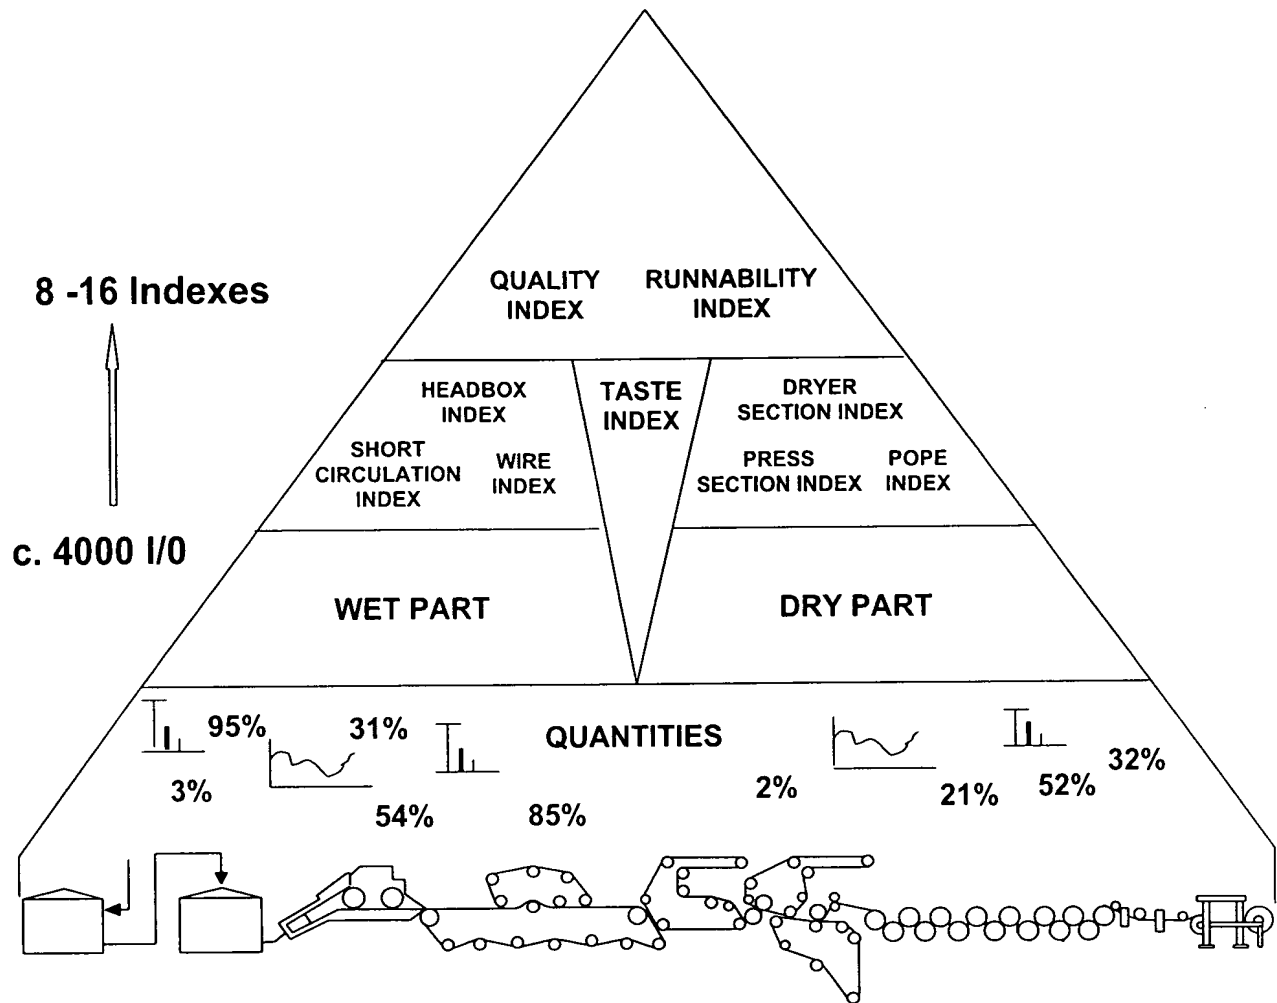 QUALITY
INDEX
RUNNABILITY
INDEX
8 -16 Indexes
HEADBOX
INDEX
TASTE
INDEX
DRYER
SECTION INDEX
SHORT
CIRCULATION
INDEX
WIRE
INDEX
PRESS
SECTION INDEX
POPE
INDEX
c. 4000 I/0
WET PART
DRY PART
95%
31%
QUANTITIES
32%
3%
2%
21%
52%
54%
85%